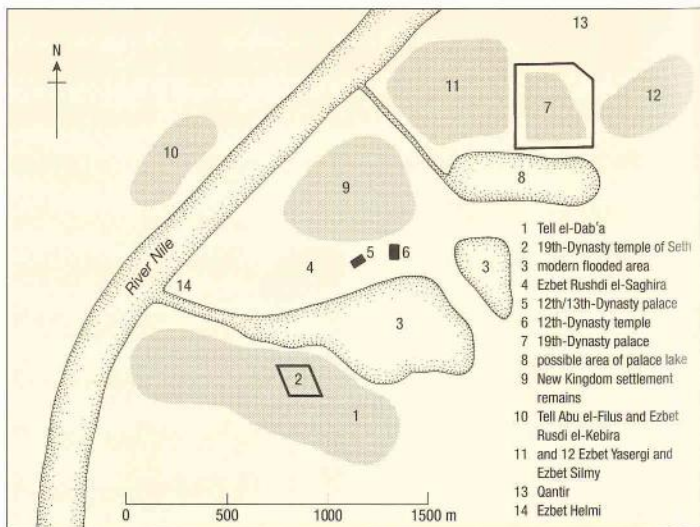 13
N
11
7
12
10
8
9
River Nile
5
6
4
3
14
3
2
1
0 500 1000 1500 m
1 Tell el-Dab'a
2 19th-Dynasty temple of Seth
3 modern flooded area
4 Ezbet Rushdi el-Saghira
5 12th/13th-Dynasty palace
6 12th-Dynasty temple
7 19th-Dynasty palace
8 possible area of palace lake
9 New Kingdom settlement
remains
10 Tell Abu el-Filus and Ezbet
Rusdi el-Kebira
11 and 12 Ezbet Yasergi and
Ezbet Silmy
13 Qantir
14 Ezbet Helmi